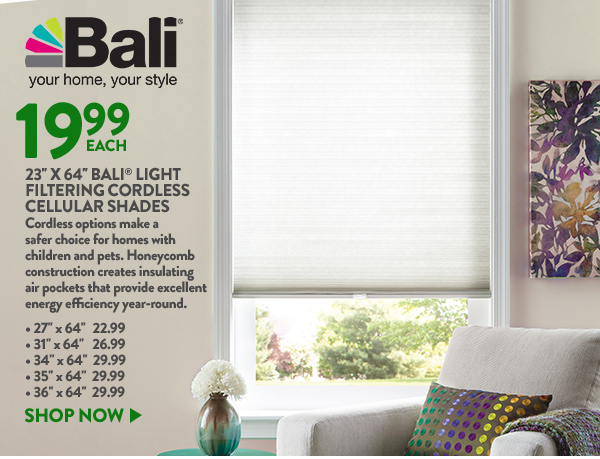 Bali®
your home, your style
19 99
EACH
23" X 64" BALI® LIGHT
FILTERING CORDLESS
CELLULAR SHADES
Cordless options make a
safer choice for homes with
children and pets. Honeycomb
construction creates insulating
air pockets that provide excellent
energy efficiency year-round.
• 27" x 64" 22.99
• 31" x 64" 26.99
• 34" x 64" 29.99
• 35" x 64" 29.99
• 36" x 64" 29.99
SHOP NOW ▶